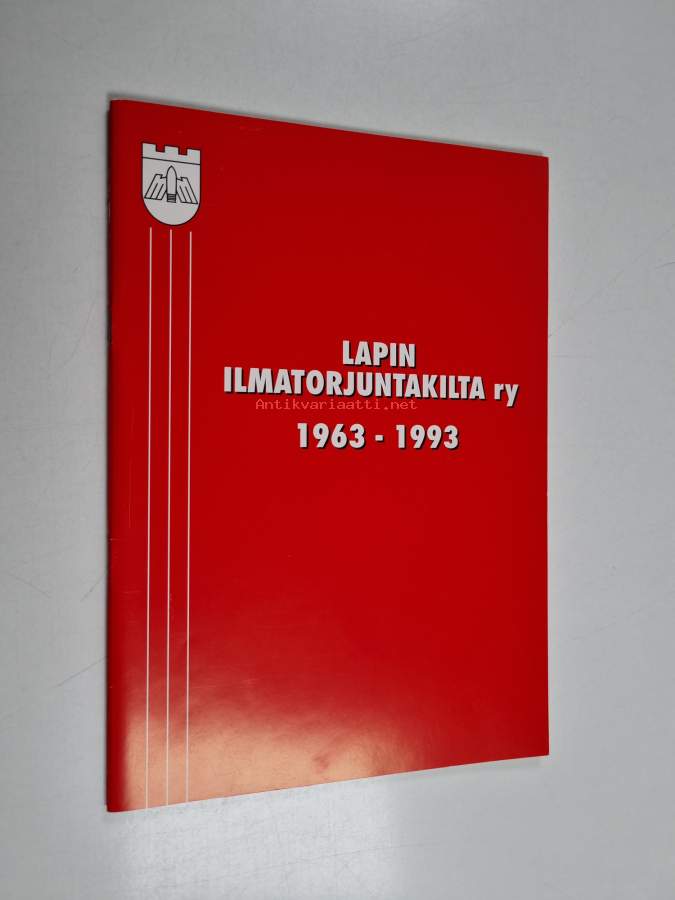 LAPIN
ILMATORJUNTAKILTA ry
Antikvariaatti.net
1963 - 1993